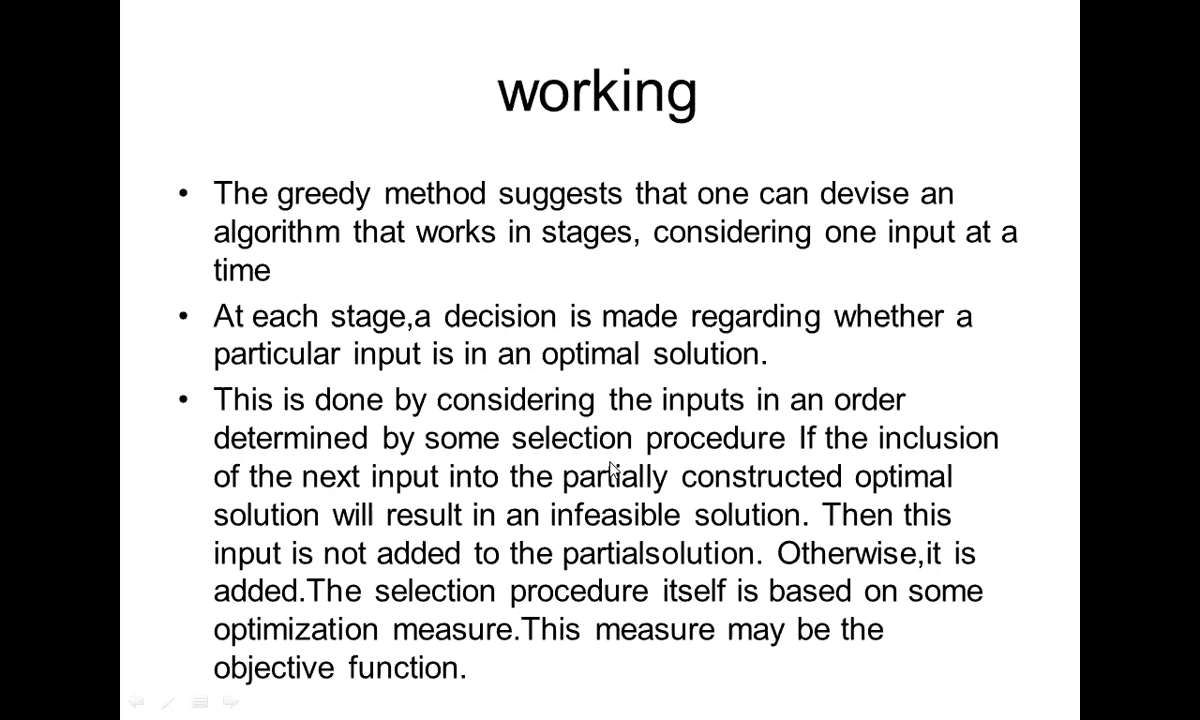 working
• The greedy method suggests that one can devise an
algorithm that works in stages, considering one input at a
time
• At each stage,a decision is made regarding whether a
particular input is in an optimal solution.
• This is done by considering the inputs in an order
determined by some selection procedure If the inclusion
of the next input into the partially constructed optimal
solution will result in an infeasible solution. Then this
input is not added to the partialsolution. Otherwise,it is
added.The selection procedure itself is based on some
optimization measure.This measure may be the
objective function.